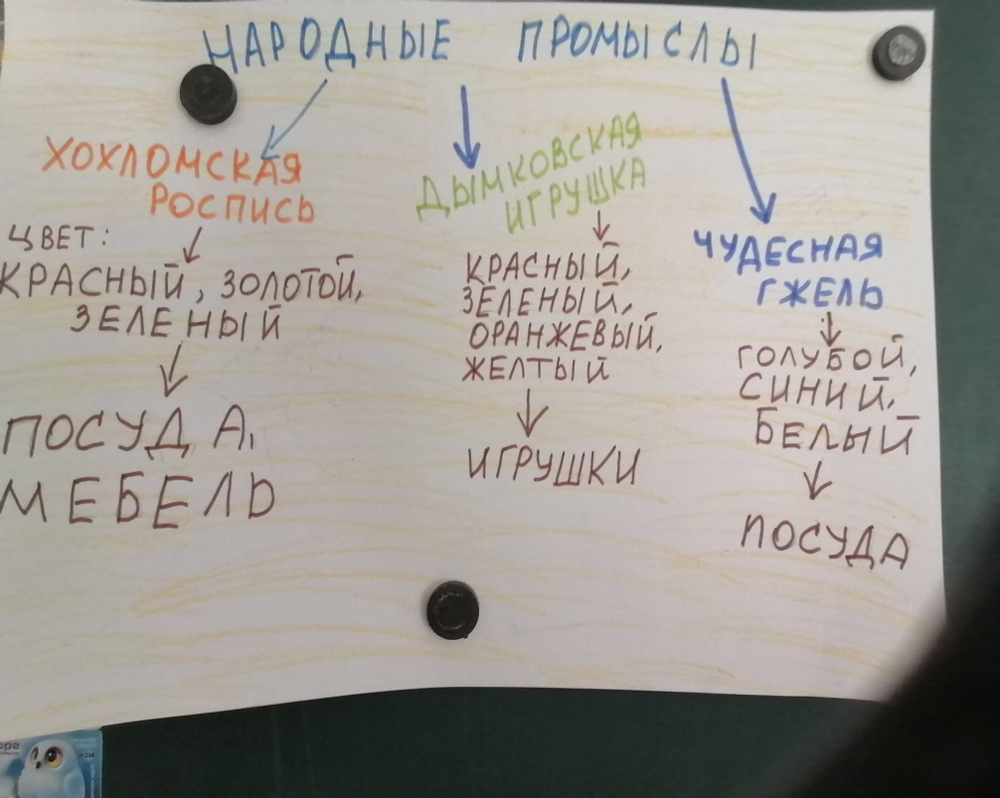 НАРОДНЫЕ ПРОМЫСЛЫ
ХОХЛОМСКАЯ
РОСПИСЬ
ЦВЕТ:
КРАСНЫЙ, ЗОЛОТОЙ,
ЗЕЛЕНЫЙ
ПОСУДА,
МЕБЕЛЬ
ДЫМКОВСКАЯ
ИГРУШКА
КРАСНЫЙ,
ЗЕЛЕНЫЙ,
ОРАНЖЕВЫЙ,
ЖЕЛТЫЙ
ИГРУШКИ
ЧУДЕСНАЯ
ГЖЕЛЬ
ГОЛУБОЙ,
СИНИЙ,
БЕЛЫЙ
ПОСУДА